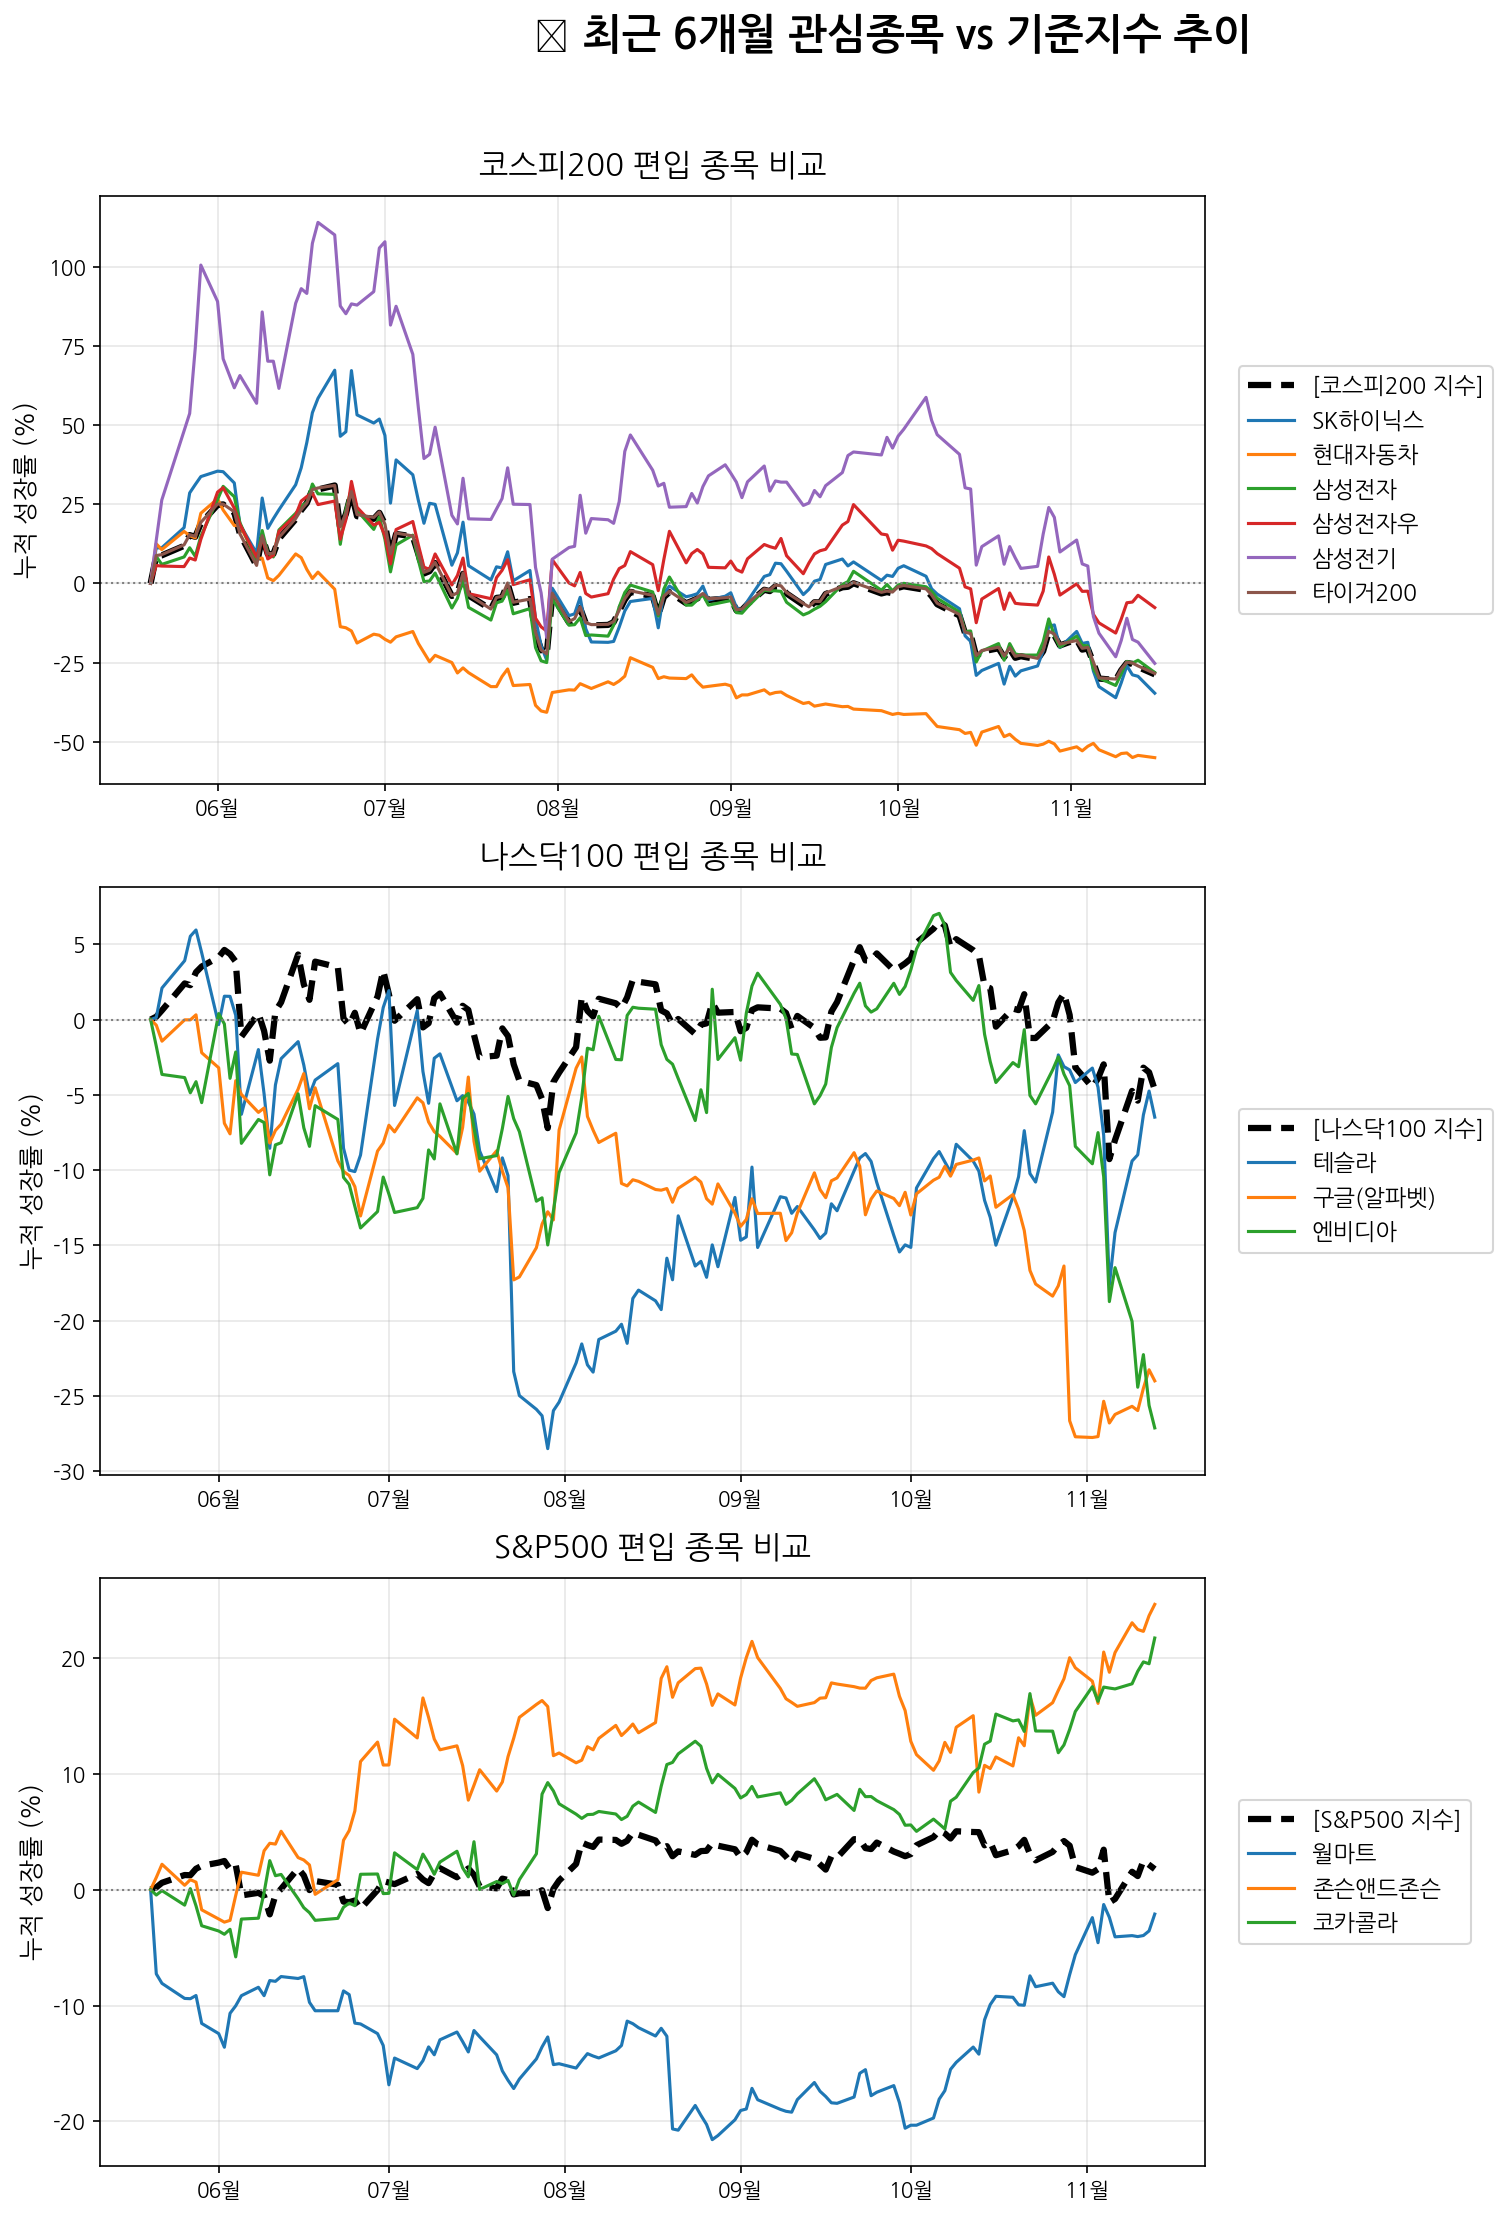 최근 6개월 관심종목 vs 기준지수 추이
코스피200 편입 종목 비교
누적 성장률 (%)
100
75
50
25
0
-25
-50
06월
07월
08월
09월
10월
11월
[코스피200 지수]
SK하이닉스
현대자동차
삼성전자
삼성전자우
삼성전기
타이거200
나스닥100 편입 종목 비교
누적 성장률 (%)
5
0
-5
-10
-15
-20
-25
-30
06월
07월
08월
09월
10월
11월
[나스닥100 지수]
테슬라
구글(알파벳)
엔비디아
S&P500 편입 종목 비교
누적 성장률 (%)
20
10
0
-10
-20
06월
07월
08월
09월
10월
11월
[S&P500 지수]
월마트
존슨앤드존슨
코카콜라